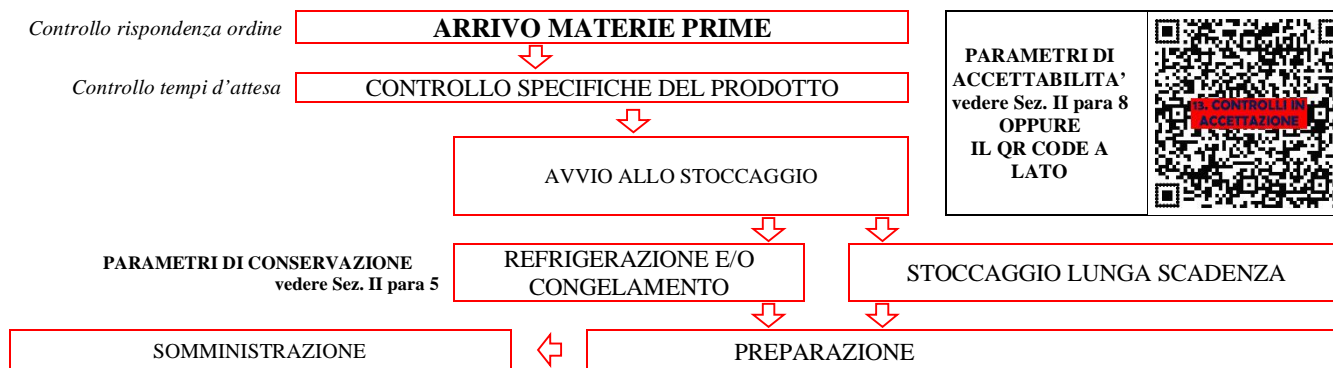 Controllo rispondenza ordine
ARRIVO MATERIE PRIME
Controllo tempi d'attesa
CONTROLLO SPECIFICHE DEL PRODOTTO
PARAMETRI DI
ACCETTABILITA'
vedere Sez. II para 8
OPPURE
IL QR CODE A
LATO
13. CONTROLLI IN
ACCETTAZIONE
AVVIO ALLO STOCCAGGIO
PARAMETRI DI CONSERVAZIONE
vedere Sez. II para 5
REFRIGERAZIONE E/O
CONGELAMENTO
STOCCAGGIO LUNGA SCADENZA
SOMMINISTRAZIONE
PREPARAZIONE